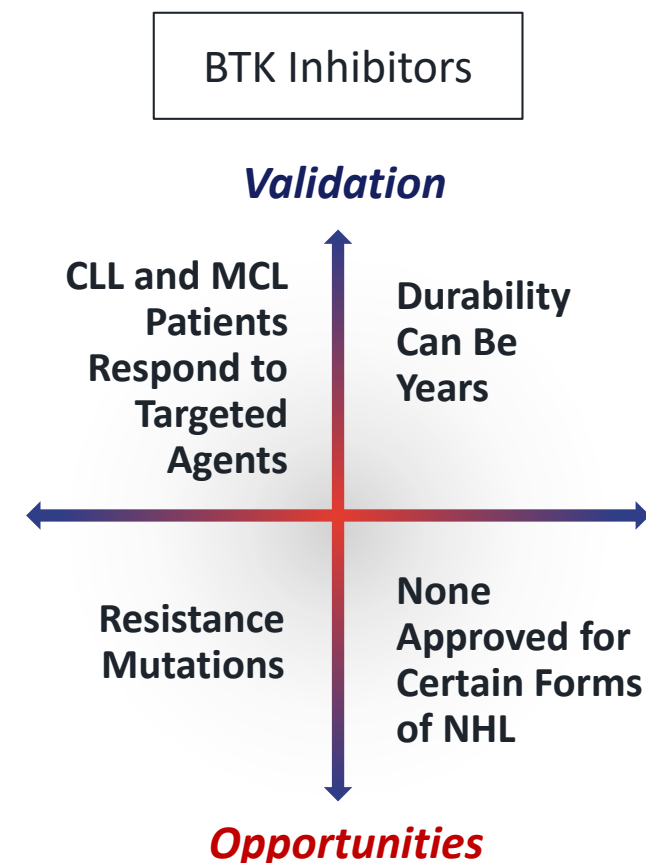 BTK Inhibitors
Validation
CLL and MCL
Patients
Respond to
Targeted
Agents
Durability
Can Be
Years
Resistance
Mutations
None
Approved for
Certain Forms
of NHL
Opportunities